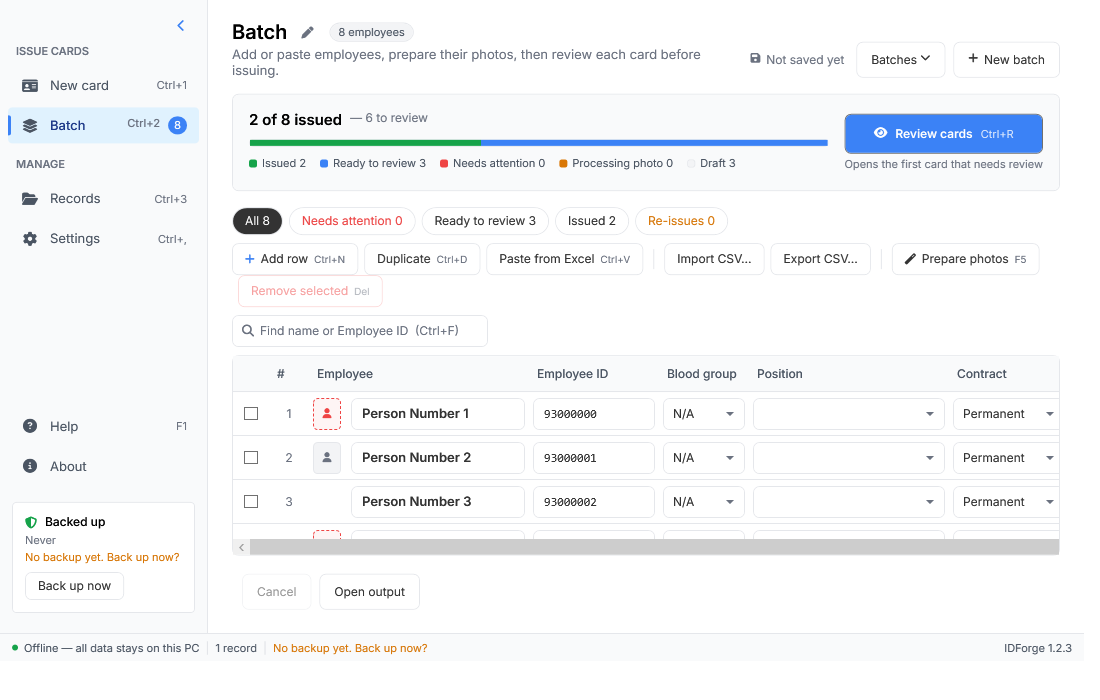 ISSUE CARDS
New card Ctrl+1
Batch Ctrl+2 8
MANAGE
Records Ctrl+3
Settings Ctrl+,
Help F1
About
Backed up
Never
No backup yet. Back up now?
Back up now
Batch 8 employees
Add or paste employees, prepare their photos, then review each card before
issuing.
Not saved yet Batches + New batch
2 of 8 issued — 6 to review
Review cards Ctrl+R
Issued 2 Ready to review 3 Needs attention 0 Processing photo 0 Draft 3
Opens the first card that needs review
All 8 Needs attention 0 Ready to review 3 Issued 2 Re-issues 0
+ Add row Ctrl+N Duplicate Ctrl+D Paste from Excel Ctrl+V Import CSV... Export CSV... Prepare photos F5
Remove selected Del
Find name or Employee ID (Ctrl+F)
# Employee Employee ID Blood group Position Contract
1 Person Number 1 93000000 N/A Permanent
2 Person Number 2 93000001 N/A Permanent
3 Person Number 3 93000002 N/A Permanent
Cancel Open output
Offline — all data stays on this PC 1 record No backup yet. Back up now? IDForge 1.2.3